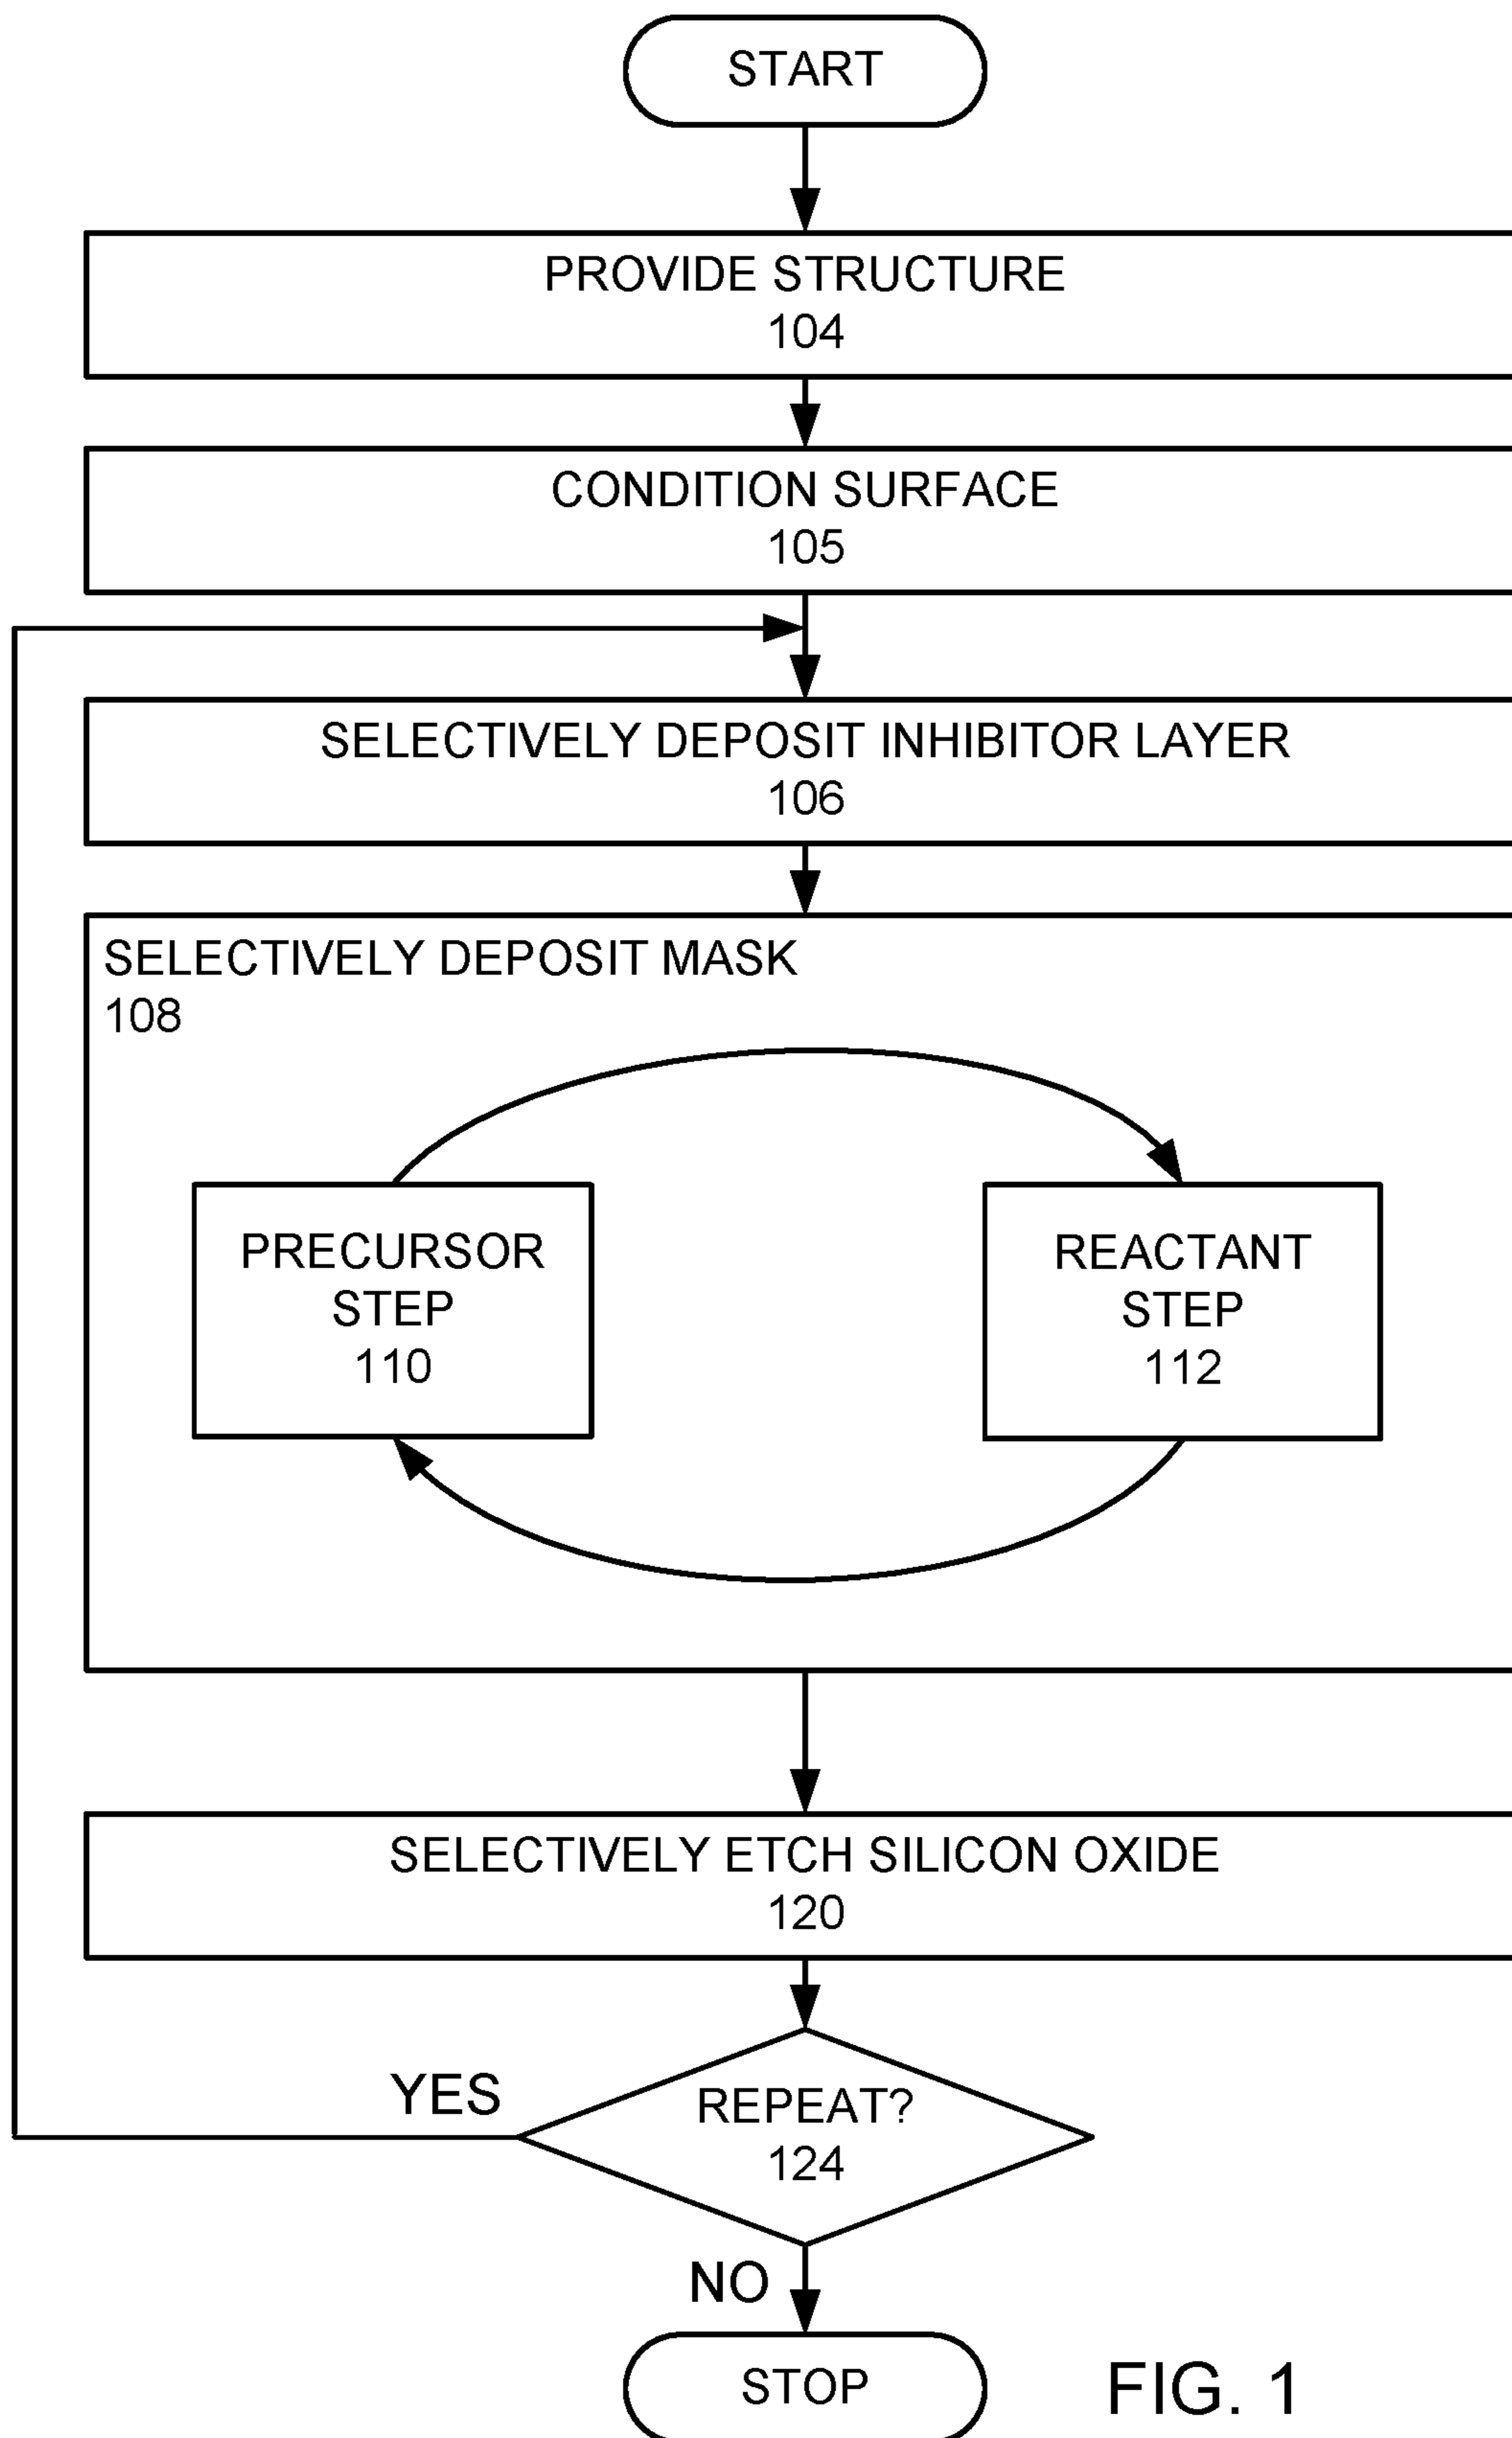 START
PROVIDE STRUCTURE
104
CONDITION SURFACE
105
SELECTIVELY DEPOSIT INHIBITOR LAYER
106
SELECTIVELY DEPOSIT MASK
108
PRECURSOR
STEP
110
REACTANT
STEP
112
SELECTIVELY ETCH SILICON OXIDE
120
YES
REPEAT?
124
NO
STOP
FIG. 1